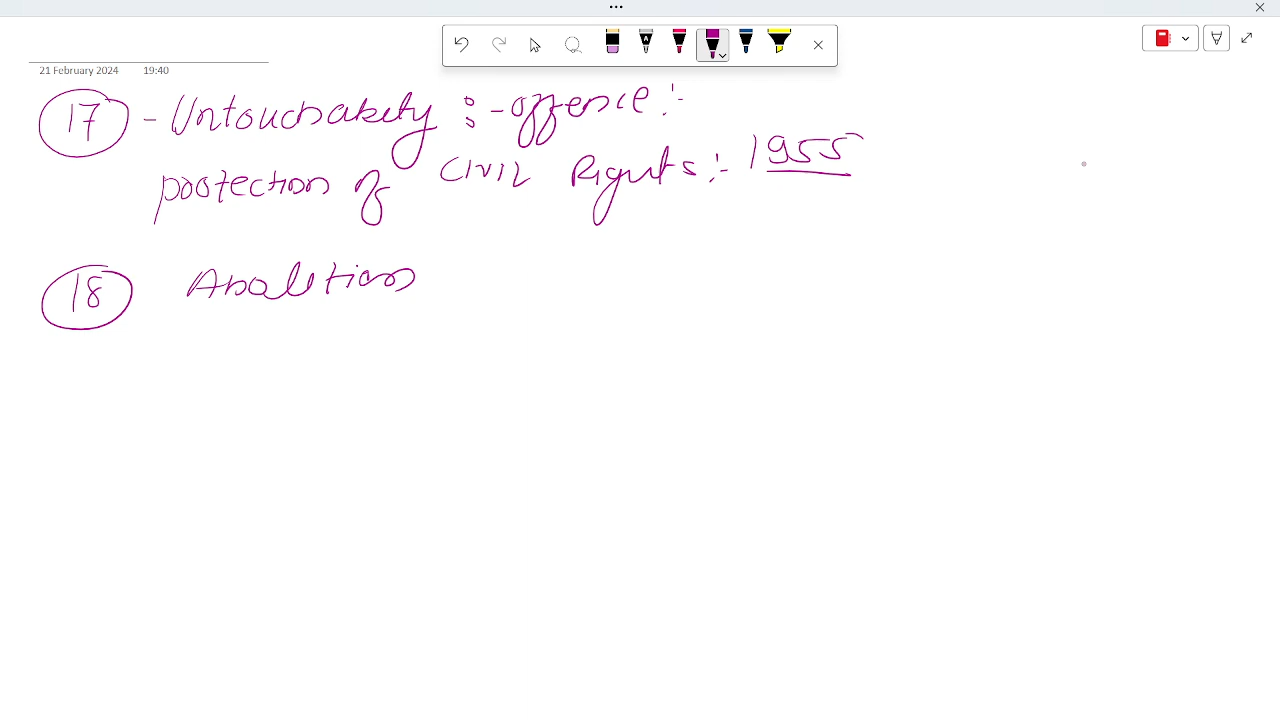 21 February 2024 19:40
17 - Untouchability :- offence :-
protection of Civil Rights :- 1955
18 Abolition